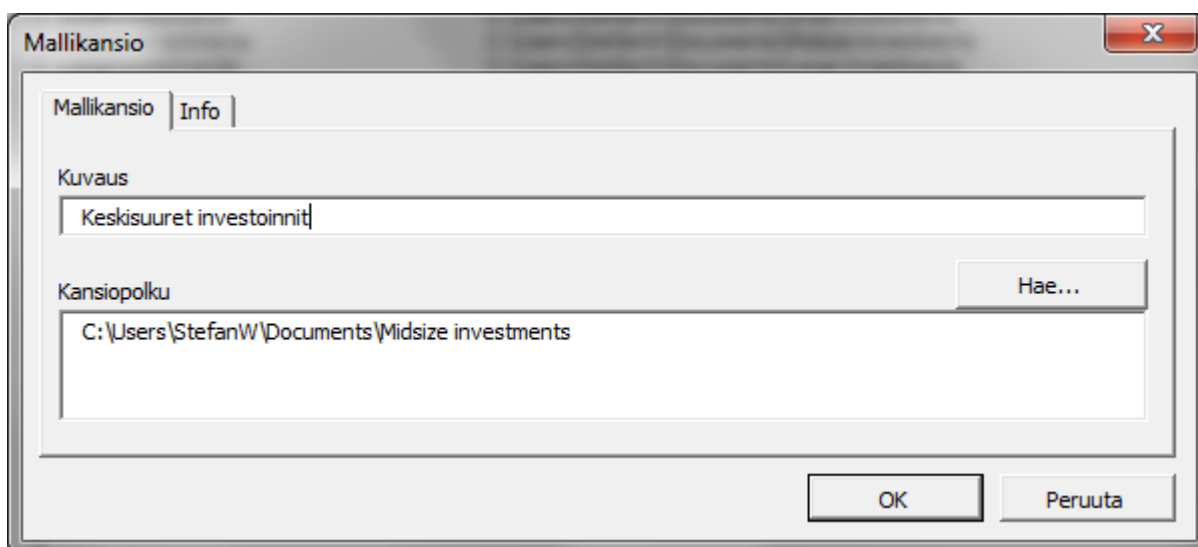 Mallikansio
Mallikansio
Info
Kuvaus
Keskisuuret investoinnit
Kansiopolku
Hae...
C:\Users\StefanW\Documents\Midsize investments
OK
Peruuta